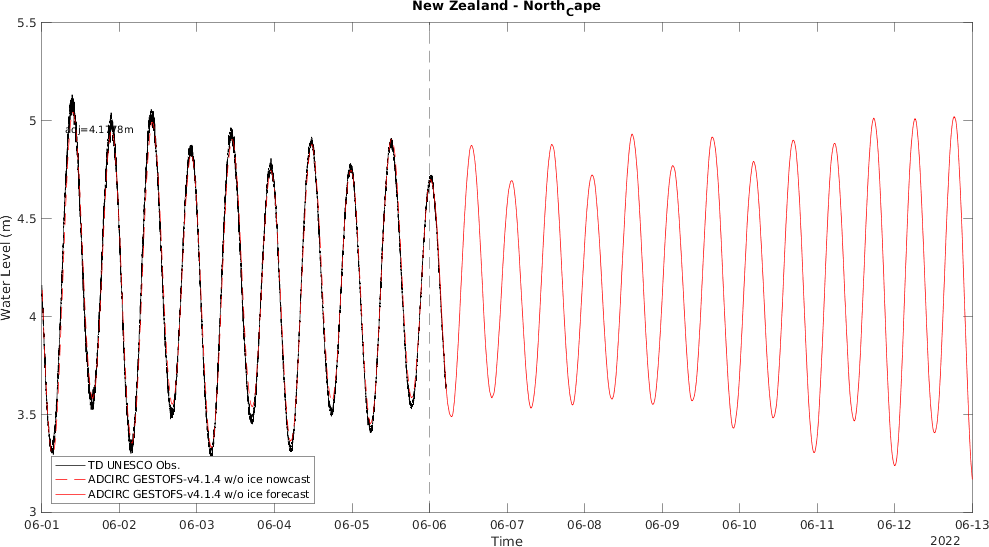 New Zealand - NorthCape
5.5
5
4.5
4
3.5
3
Water Level (m)
adj=4.1778m
TD UNESCO Obs.
ADCIRC GESTOFS-v4.1.4 w/o ice nowcast
ADCIRC GESTOFS-v4.1.4 w/o ice forecast
06-01 06-02 06-03 06-04 06-05 06-06 06-07 06-08 06-09 06-10 06-11 06-12 06-13
Time
2022